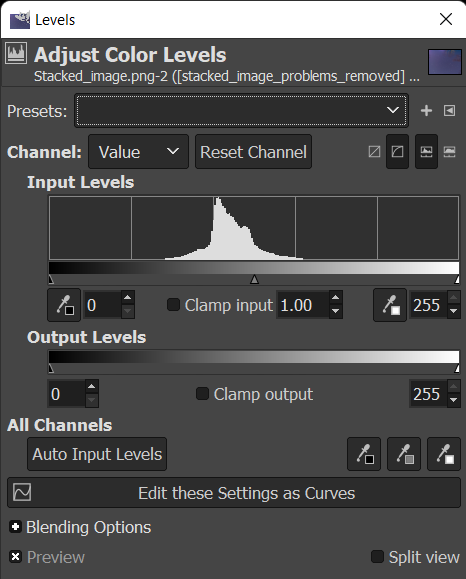 Levels
Adjust Color Levels
Stacked_image.png-2 ([stacked_image_problems_removed] ...
Presets:
Channel: Value Reset Channel
Input Levels
0 Clamp input 1.00 255
Output Levels
0 Clamp output 255
All Channels
Auto Input Levels
Edit these Settings as Curves
Blending Options
Preview Split view